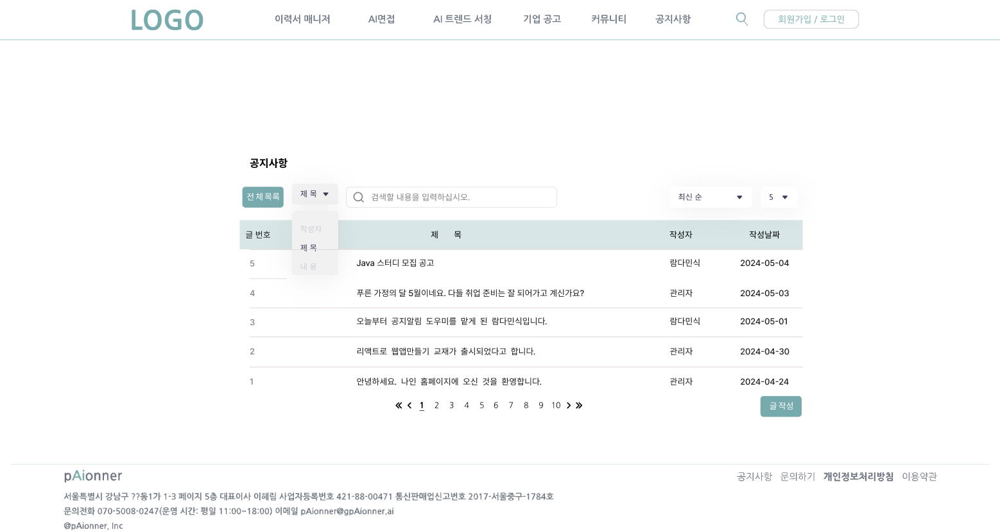 LOGO 이력서 매니저 AI면접 AI 트렌드 서칭 기업 공고 커뮤니티 공지사항 회원가입 / 로그인
공지사항
전체목록 제 목 검색할 내용을 입력하십시오. 최신 순 5
작성자
제 목
내 용
글 번호 제 목 작성자 작성날짜
5 Java 스터디 모집 공고 람다민식 2024-05-04
4 푸른 가정의 달 5월이네요. 다들 취업 준비는 잘 되어가고 계신가요? 관리자 2024-05-03
3 오늘부터 공지알림 도우미를 맡게 된 람다민식입니다. 람다민식 2024-05-01
2 리액트로 웹앱만들기 교재가 출시되었다고 합니다. 관리자 2024-04-30
1 안녕하세요. 나인 홈페이지에 오신 것을 환영합니다. 관리자 2024-04-24
1 2 3 4 5 6 7 8 9 10
글작성
pAionner 공지사항 문의하기 개인정보처리방침 이용약관
서울특별시 강남구 ??동1가 1-3 페이지 5층 대표이사 이혜림 사업자등록번호 421-88-00471 통신판매업신고번호 2017-서울중구-1784호
문의전화 070-5008-0247(운영 시간: 평일 11:00~18:00) 이메일 pAionner@gpAionner.ai
@pAionner, Inc